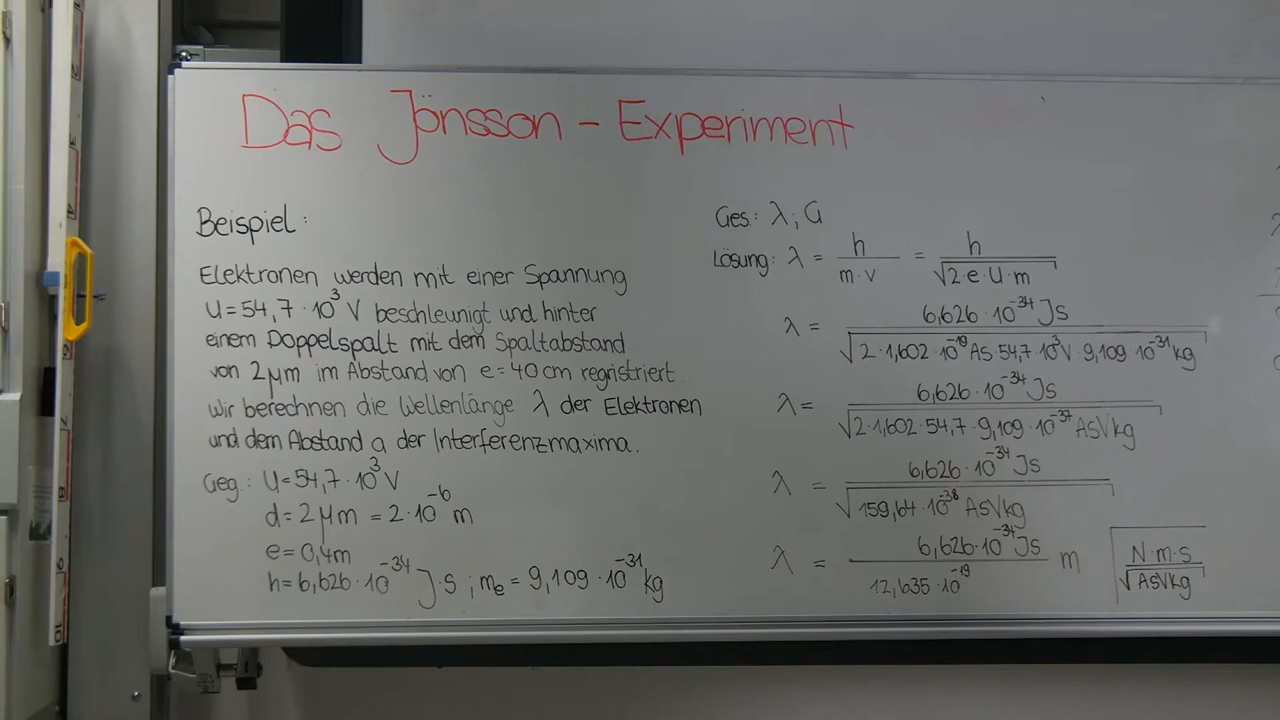 Das Jönsson - Experiment
Beispiel:
Elektronen werden mit einer Spannung
U = 54,7 · 10³ V beschleunigt und hinter
einem Doppelspalt mit dem Spaltabstand
von 2 μm im Abstand von e = 40 cm regristriert.
Wir berechnen die Wellenlänge λ der Elektronen
und dem Abstand a der Interferenzmaxima.
Geg.: U = 54,7 · 10³ V
d = 2 μm = 2 · 10⁻⁶ m
e = 0,4 m
h = 6,626 · 10⁻³⁴ J·s ; mₑ = 9,109 · 10⁻³¹ kg
Ges.: λ ; a
Lösung: λ = h / (m · v) = h / √(2 · e · U · m)
λ = 6,626 · 10⁻³⁴ Js / √(2 · 1,602 · 10⁻¹⁹ As · 54,7 · 10³ V · 9,109 · 10⁻³¹ kg)
λ = 6,626 · 10⁻³⁴ Js / √(2 · 1,602 · 54,7 · 9,109 · 10⁻³⁷ AsVkg)
λ = 6,626 · 10⁻³⁴ Js / √(159,64 · 10⁻³⁸ AsVkg)
λ = 6,626 · 10⁻³⁴ Js / 12,635 · 10⁻¹⁹ m [N·m·s / √(AsVkg)